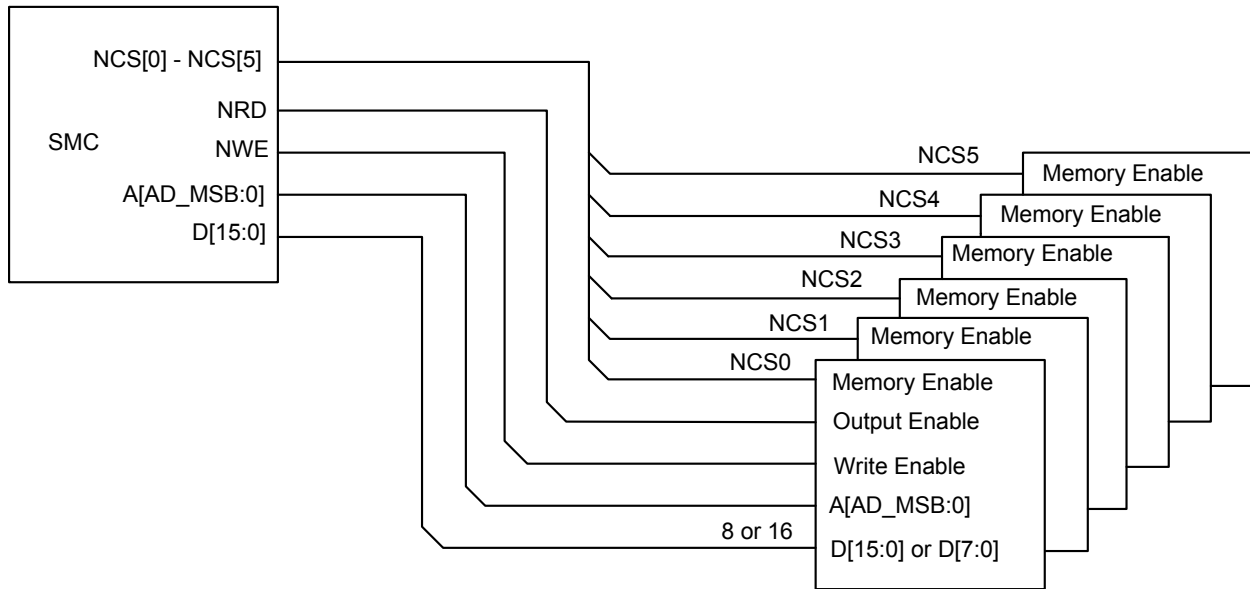 NCS[0] - NCS[5]
NRD
SMC
NWE
A[AD_MSB:0]
D[15:0]
NCS5
Memory Enable
NCS4
Memory Enable
NCS3
Memory Enable
NCS2
Memory Enable
NCS1
Memory Enable
NCS0
Memory Enable
Output Enable
Write Enable
A[AD_MSB:0]
8 or 16
D[15:0] or D[7:0]